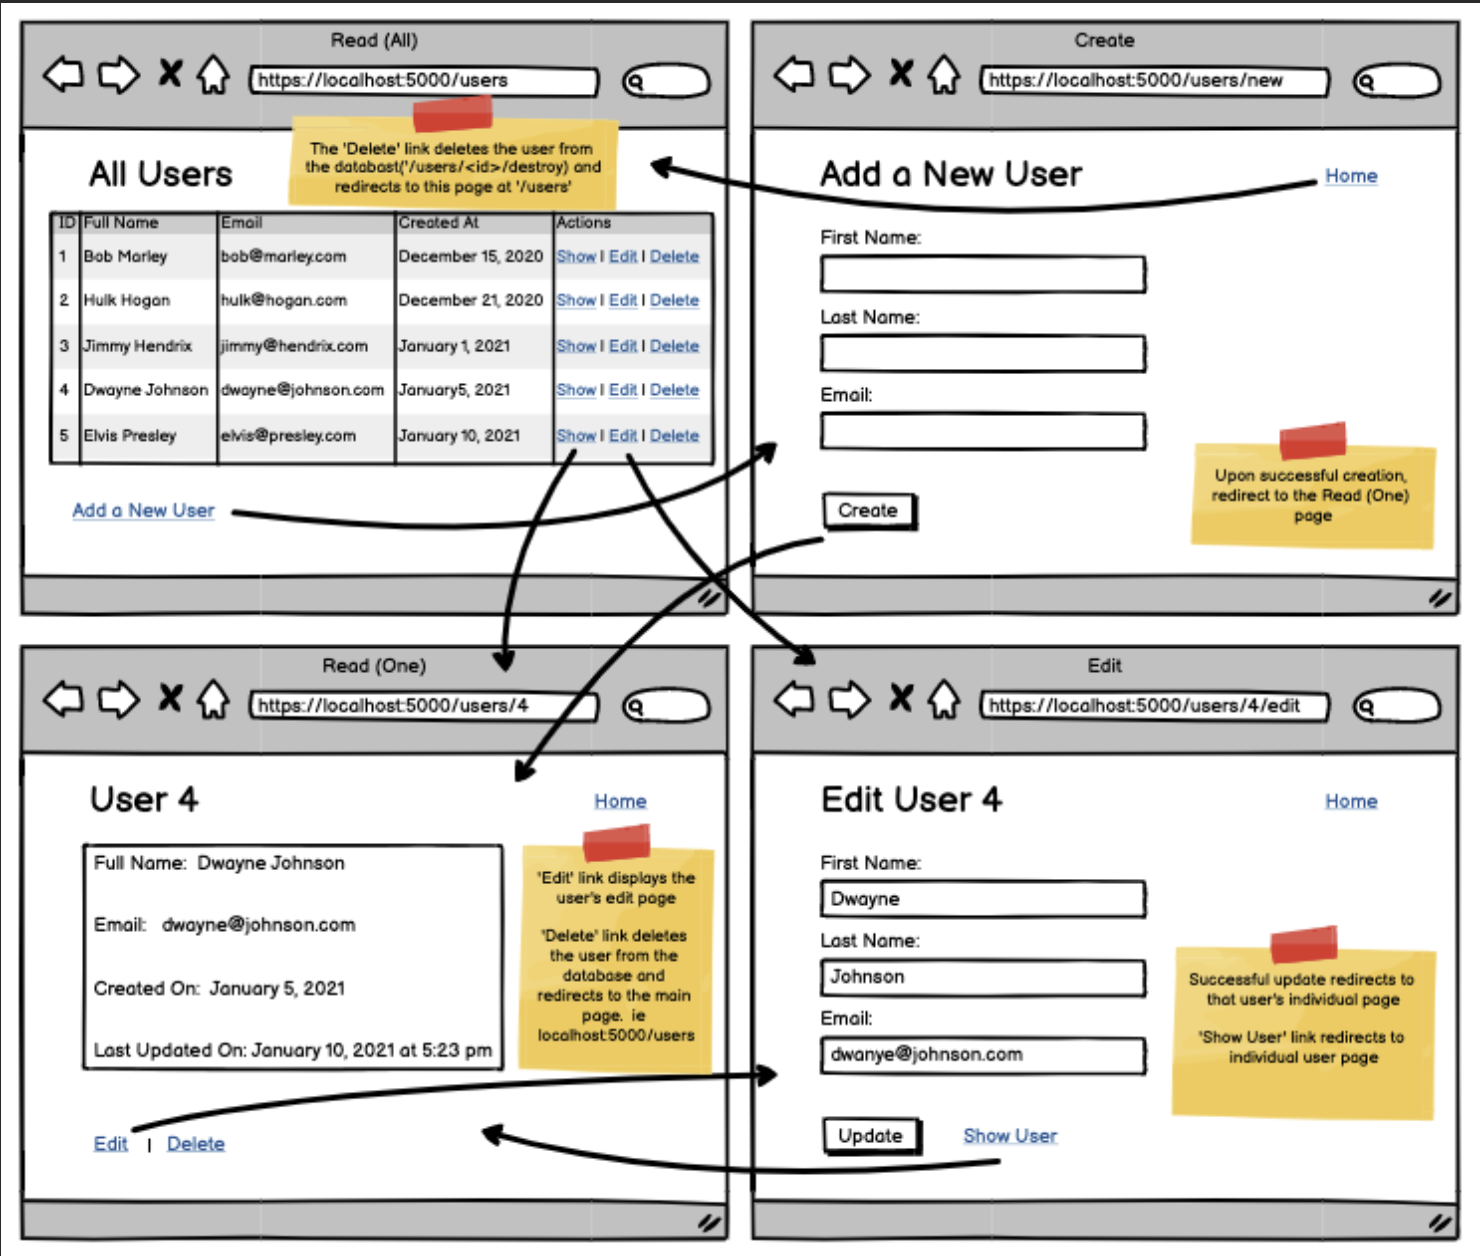 Read (All)
https://localhost:5000/users
The 'Delete' link deletes the user from
the databast('/users/<id>/destroy) and
redirects to this page at '/users'
All Users
ID Full Name Email Created At Actions
1 Bob Marley bob@marley.com December 15, 2020 Show | Edit | Delete
2 Hulk Hogan hulk@hogan.com December 21, 2020 Show | Edit | Delete
3 Jimmy Hendrix jimmy@hendrix.com January 1, 2021 Show | Edit | Delete
4 Dwayne Johnson dwayne@johnson.com January5, 2021 Show | Edit | Delete
5 Elvis Presley elvis@presley.com January 10, 2021 Show | Edit | Delete
Add a New User
Create
https://localhost:5000/users/new
Add a New User
Home
First Name:
Last Name:
Email:
Create
Upon successful creation,
redirect to the Read (One)
page
Read (One)
https://localhost:5000/users/4
User 4
Home
Full Name: Dwayne Johnson
Email: dwayne@johnson.com
Created On: January 5, 2021
Last Updated On: January 10, 2021 at 5:23 pm
'Edit' link displays the
user's edit page
'Delete' link deletes
the user from the
database and
redirects to the main
page. ie
localhost:5000/users
Edit | Delete
Edit
https://localhost:5000/users/4/edit
Edit User 4
Home
First Name:
Dwayne
Last Name:
Johnson
Email:
dwanye@johnson.com
Update
Show User
Successful update redirects to
that user's individual page
'Show User' link redirects to
individual user page